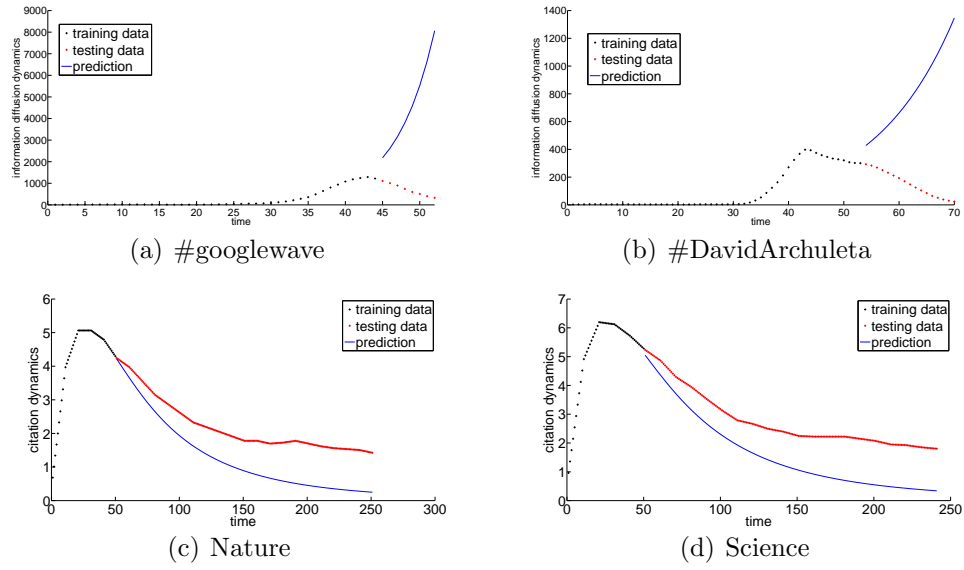 9000
8000
7000
6000
5000
4000
3000
2000
1000
0
information diffusion dynamics
training data
testing data
prediction
0 5 10 15 20 25 30 35 40 45 50
time
(a) #googlewave
1400
1200
1000
800
600
400
200
0
information diffusion dynamics
training data
testing data
prediction
0 10 20 30 40 50 60 70
time
(b) #DavidArchuleta
6
5
4
3
2
1
0
citation dynamics
training data
testing data
prediction
0 50 100 150 200 250 300
time
(c) Nature
7
6
5
4
3
2
1
0
citation dynamics
training data
testing data
prediction
0 50 100 150 200 250
time
(d) Science